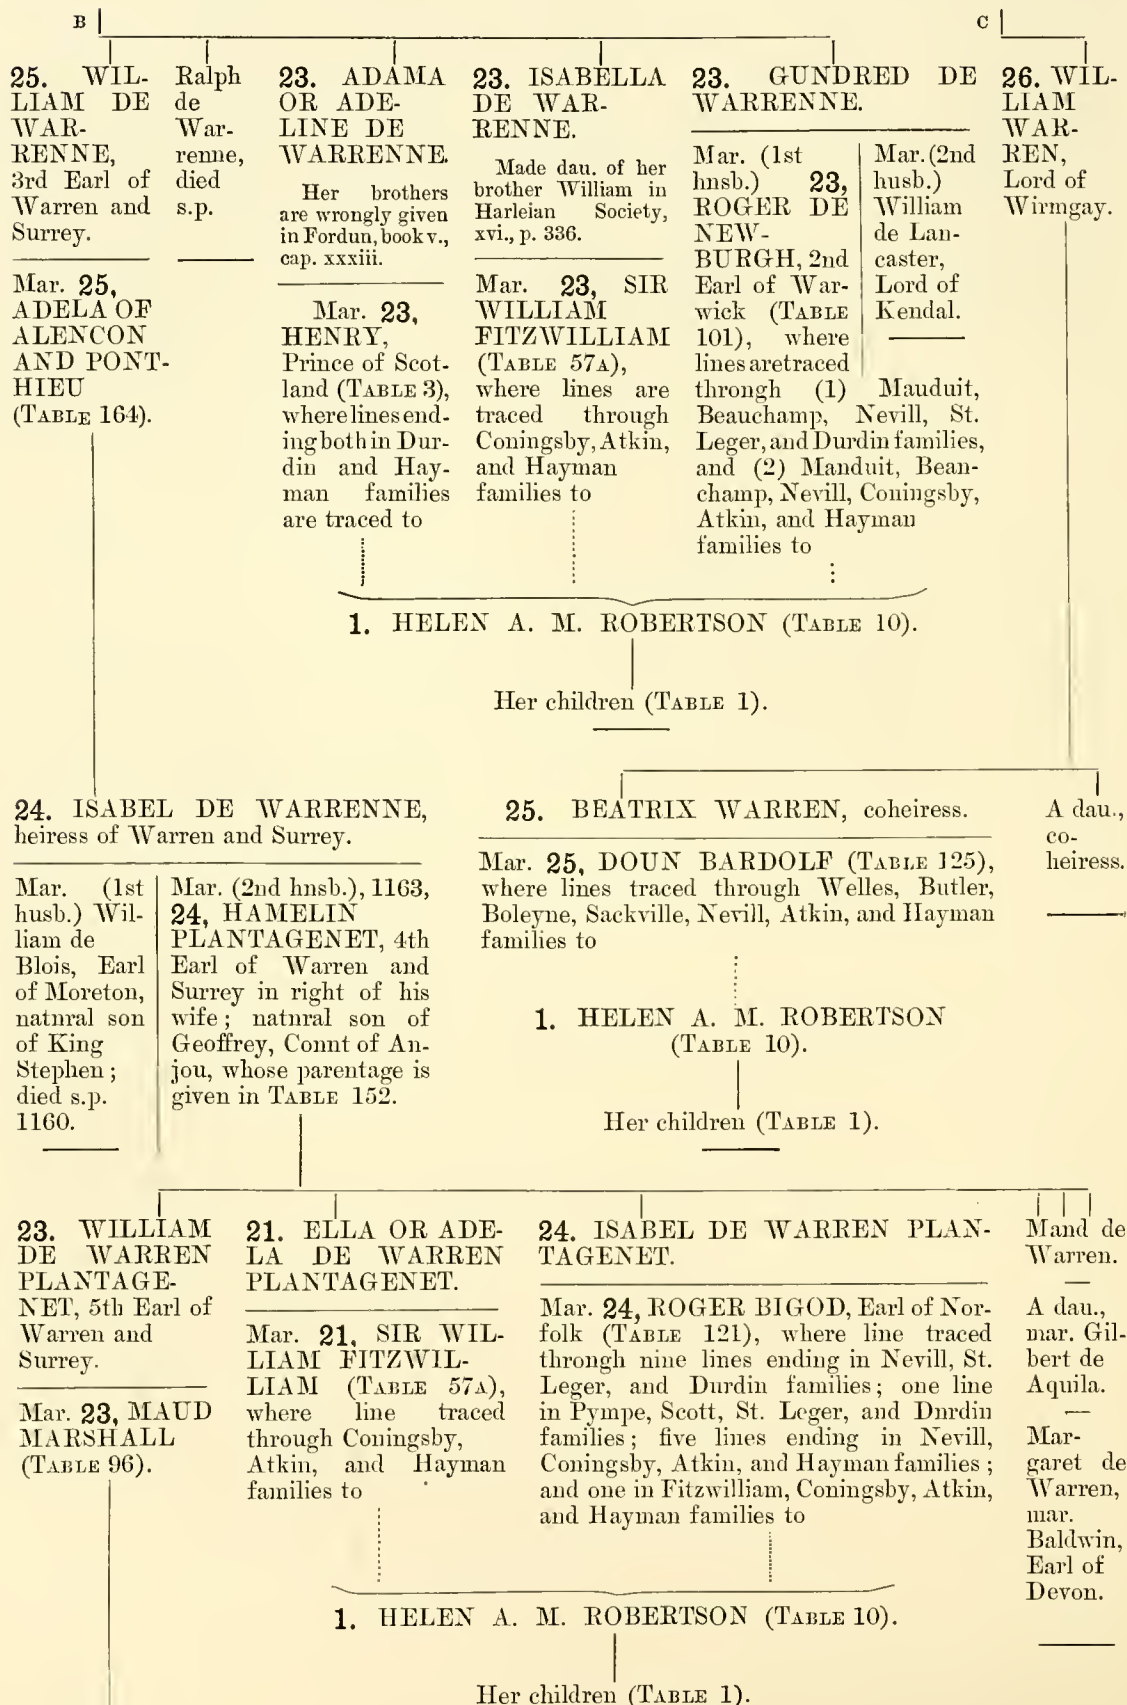 B
C
25. WIL-
LIAM DE
WAR-
RENNE,
3rd Earl of
Warren and
Surrey.
Mar. 25,
ADELA OF
ALENCON
AND PONT-
HIEU
(TABLE 164).
Ralph
de
War-
renne,
died
s.p.
23. ADAMA
OR ADE-
LINE DE
WARRENNE.
Her brothers
are wrongly given
in Fordun, book v.,
cap. xxxiii.
Mar. 23,
HENRY,
Prince of Scot-
land (TABLE 3),
where lines end-
ing both in Dur-
din and Hay-
man families
are traced to
23. ISABELLA
DE WAR-
RENNE.
Made dau. of her
brother William in
Harleian Society,
xvi., p. 336.
Mar. 23, SIR
WILLIAM
FITZWILLIAM
(TABLE 57A),
where lines are
traced through
Coningsby, Atkin,
and Hayman
families to
23. GUNDRED DE
WARRENNE.
Mar. (1st
hnsb.) 23,
ROGER DE
NEW-
BURGH, 2nd
Earl of War-
wick (TABLE
101), where
lines are traced
through (1) Mauduit,
Beauchamp, Nevill, St.
Leger, and Durdin families,
and (2) Manduit, Bean-
champ, Nevill, Coningsby,
Atkin, and Hayman
families to
Mar. (2nd
husb.)
William
de Lan-
caster,
Lord of
Kendal.
26. WIL-
LIAM
WAR-
REN,
Lord of
Wirmgay.
1. HELEN A. M. ROBERTSON (TABLE 10).
Her children (TABLE 1).
24. ISABEL DE WARRENNE,
heiress of Warren and Surrey.
Mar. (1st
husb.) Wil-
liam de
Blois, Earl
of Moreton,
natnral son
of King
Stephen;
died s.p.
1160.
Mar. (2nd hnsb.), 1163,
24, HAMELIN
PLANTAGENET, 4th
Earl of Warren and
Surrey in right of his
wife; natnral son of
Geoffrey, Connt of An-
jou, whose parentage is
given in TABLE 152.
25. BEATRIX WARREN, coheiress.
Mar. 25, DOUN BARDOLF (TABLE 125),
where lines traced through Welles, Butler,
Boleyne, Sackville, Nevill, Atkin, and Hayman
families to
A dau.,
co-
heiress.
1. HELEN A. M. ROBERTSON
(TABLE 10).
Her children (TABLE 1).
23. WILLIAM
DE WARREN
PLANTAGE-
NET, 5th Earl of
Warren and
Surrey.
Mar. 23, MAUD
MARSHALL
(TABLE 96).
21. ELLA OR ADE-
LA DE WARREN
PLANTAGENET.
Mar. 21, SIR WIL-
LIAM FITZWIL-
LIAM (TABLE 57A),
where line traced
through Coningsby,
Atkin, and Hayman
families to
24. ISABEL DE WARREN PLAN-
TAGENET.
Mar. 24, ROGER BIGOD, Earl of Nor-
folk (TABLE 121), where line traced
throngh nine lines ending in Nevill, St.
Leger, and Durdin families; one line
in Pympe, Scott, St. Leger, and Dnrdin
families; five lines ending in Nevill,
Coningsby, Atkin, and Hayman families;
and one in Fitzwilliam, Coningsby, Atkin,
and Hayman families to
Mand de
Warren.
A dau.,
mar. Gil-
bert de
Aquila.
Mar-
garet de
Warren,
mar.
Baldwin,
Earl of
Devon.
1. HELEN A. M. ROBERTSON (TABLE 10).
Her children (TABLE 1).